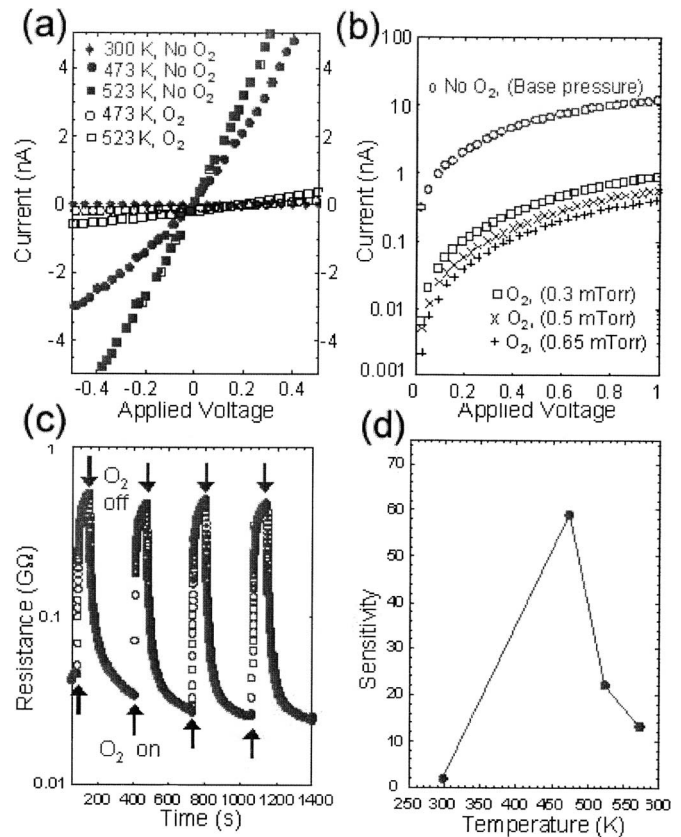 (a)
300 K, No O2
473 K, No O2
523 K, No O2
473 K, O2
523 K, O2
Current (nA)
4
2
0
-2
-4
4
2
0
-2
-4
-0.4
-0.2
0
0.2
0.4
Applied Voltage
(b)
No O2, (Base pressure)
O2, (0.3 mTorr)
O2, (0.5 mTorr)
O2, (0.65 mTorr)
Current (nA)
1000
100
10
1
0.1
0.01
0.001
0
0.2
0.4
0.6
0.8
1
Applied Voltage
(c)
O2
off
O2 on
Resistance (GΩ)
1
0.1
0.01
200
400
600
800
1000
1200
1400
Time (s)
(d)
Sensitivity
70
60
50
40
30
20
10
0
250
300
350
400
450
500
550
300
Temperature (K)